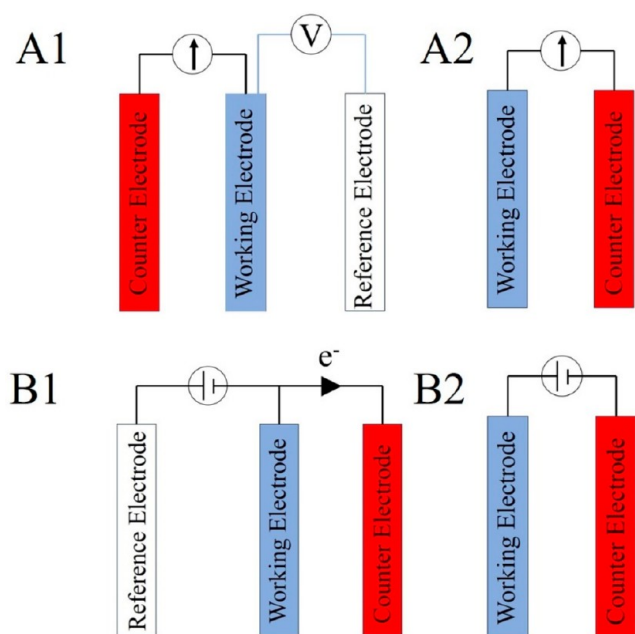 A1
V
A2
Counter Electrode
Working Electrode
Reference Electrode
Working Electrode
Counter Electrode
B1
e-
B2
Reference Electrode
Working Electrode
Counter Electrode
Working Electrode
Counter Electrode